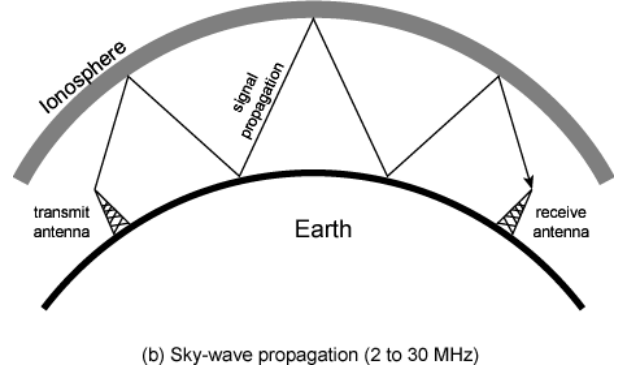 Ionosphere
signal
propagation
transmit
antenna
Earth
receive
antenna
(b) Sky-wave propagation (2 to 30 MHz)